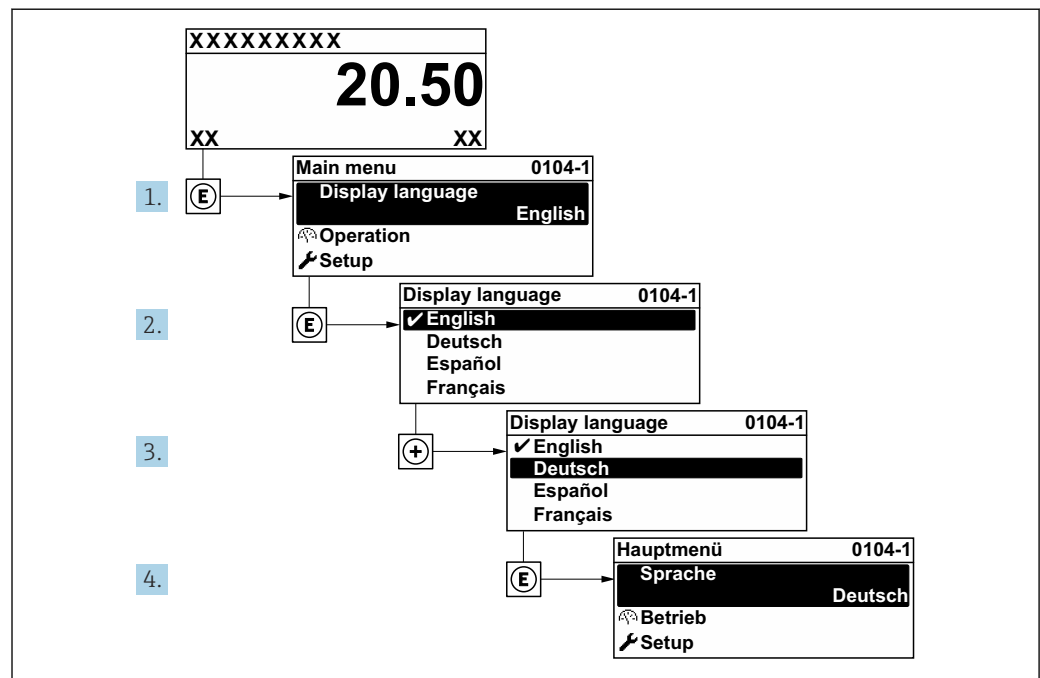 XXXXXXXXX
20.50
XX XX
Main menu 0104-1
1. E Display language
English
Operation
Setup
Display language 0104-1
2. E ✔English
Deutsch
Español
Français
Display language 0104-1
3. + ✔English
Deutsch
Español
Français
Hauptmenü 0104-1
4. E Sprache
Deutsch
Betrieb
Setup